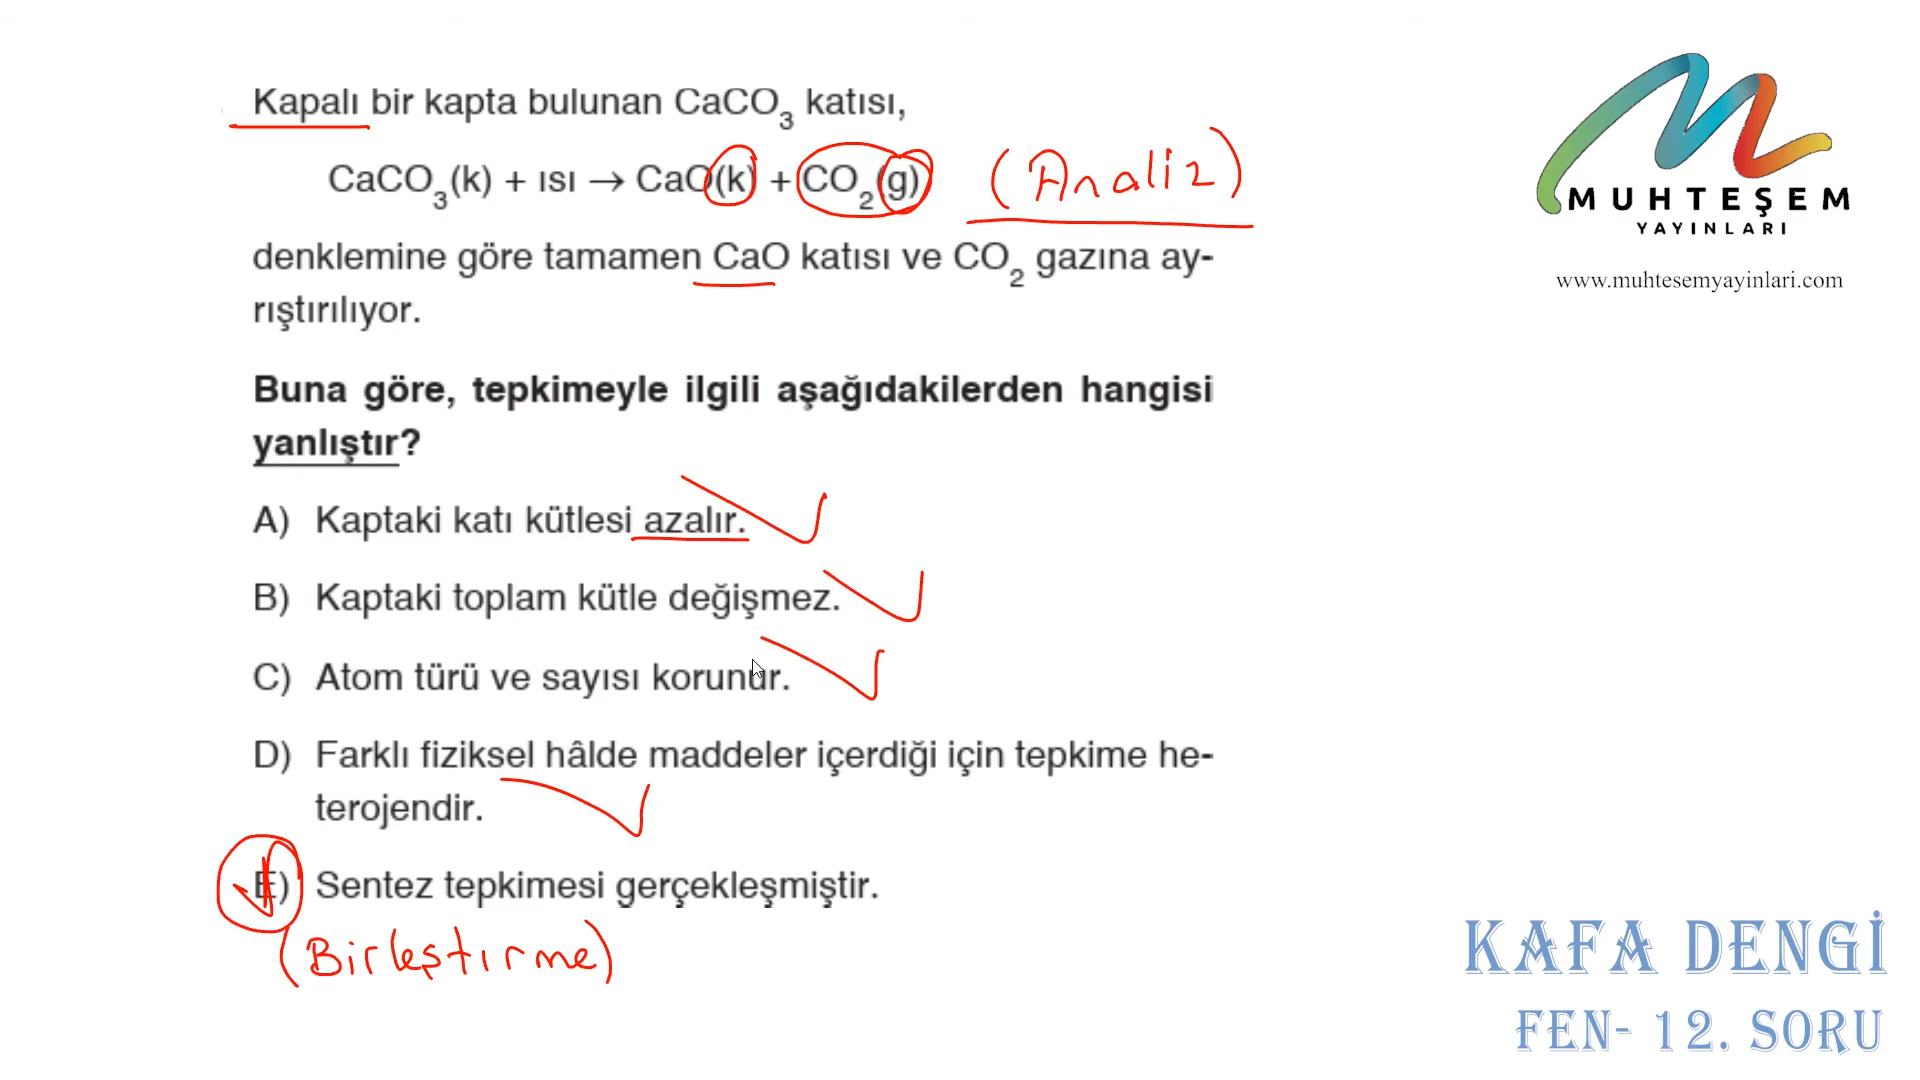 Kapalı bir kapta bulunan CaCO₃ katısı,
CaCO₃(k) + ısı → CaO(k) + CO₂(g) (Analiz)
denklemine göre tamamen CaO katısı ve CO₂ gazına ay-
rıştırılıyor.
Buna göre, tepkimeyle ilgili aşağıdakilerden hangisi
yanlıştır?
A) Kaptaki katı kütlesi azalır.
B) Kaptaki toplam kütle değişmez.
C) Atom türü ve sayısı korunur.
D) Farklı fiziksel hâlde maddeler içerdiği için tepkime he-
terojendir.
E) Sentez tepkimesi gerçekleşmiştir.
(Birleştırme)
MUHTEŞEM
YAYINLARI
www.muhtesemyayinlari.com
KAFA DENGİ
FEN- 12. SORU